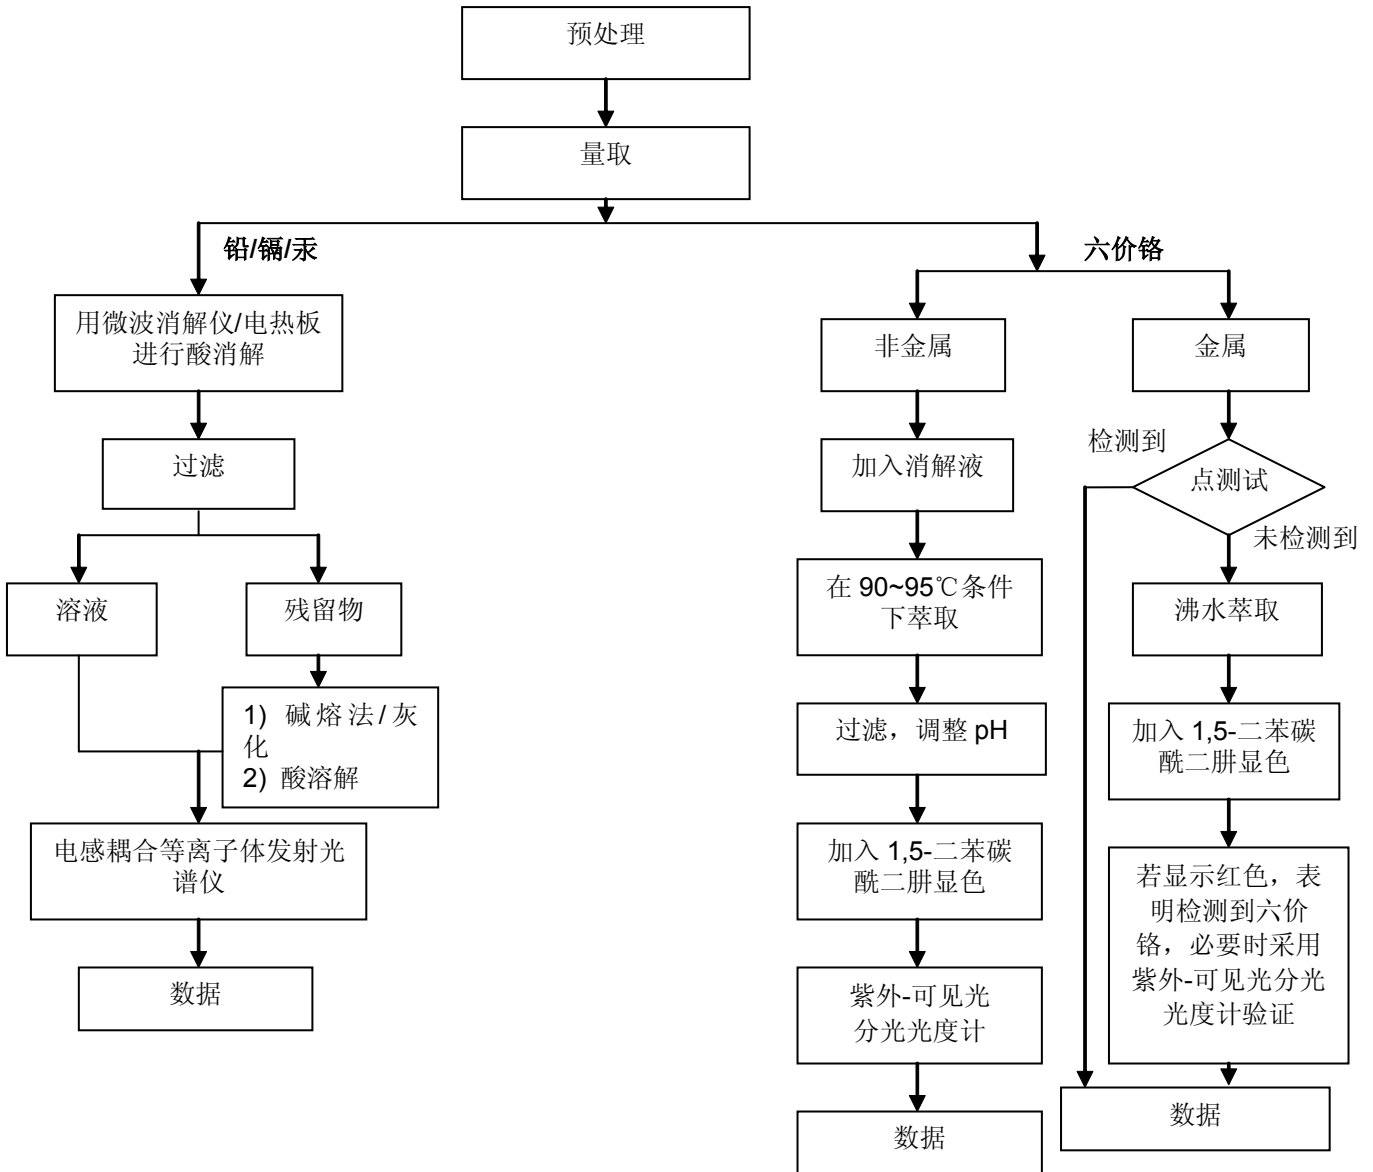 预处理
量取
铅/镉/汞
六价铬
用微波消解仪/电热板
进行酸消解
过滤
溶液
残留物
1) 碱熔法/灰
化
2) 酸溶解
电感耦合等离子体发射光
谱仪
数据
非金属
加入消解液
在 90~95℃条件
下萃取
过滤，调整 pH
加入 1,5-二苯碳
酰二肼显色
紫外-可见光
分光光度计
数据
金属
检测到
点测试
未检测到
沸水萃取
加入 1,5-二苯碳
酰二肼显色
若显示红色，表
明检测到六价
铬，必要时采用
紫外-可见光分光
光度计验证
数据